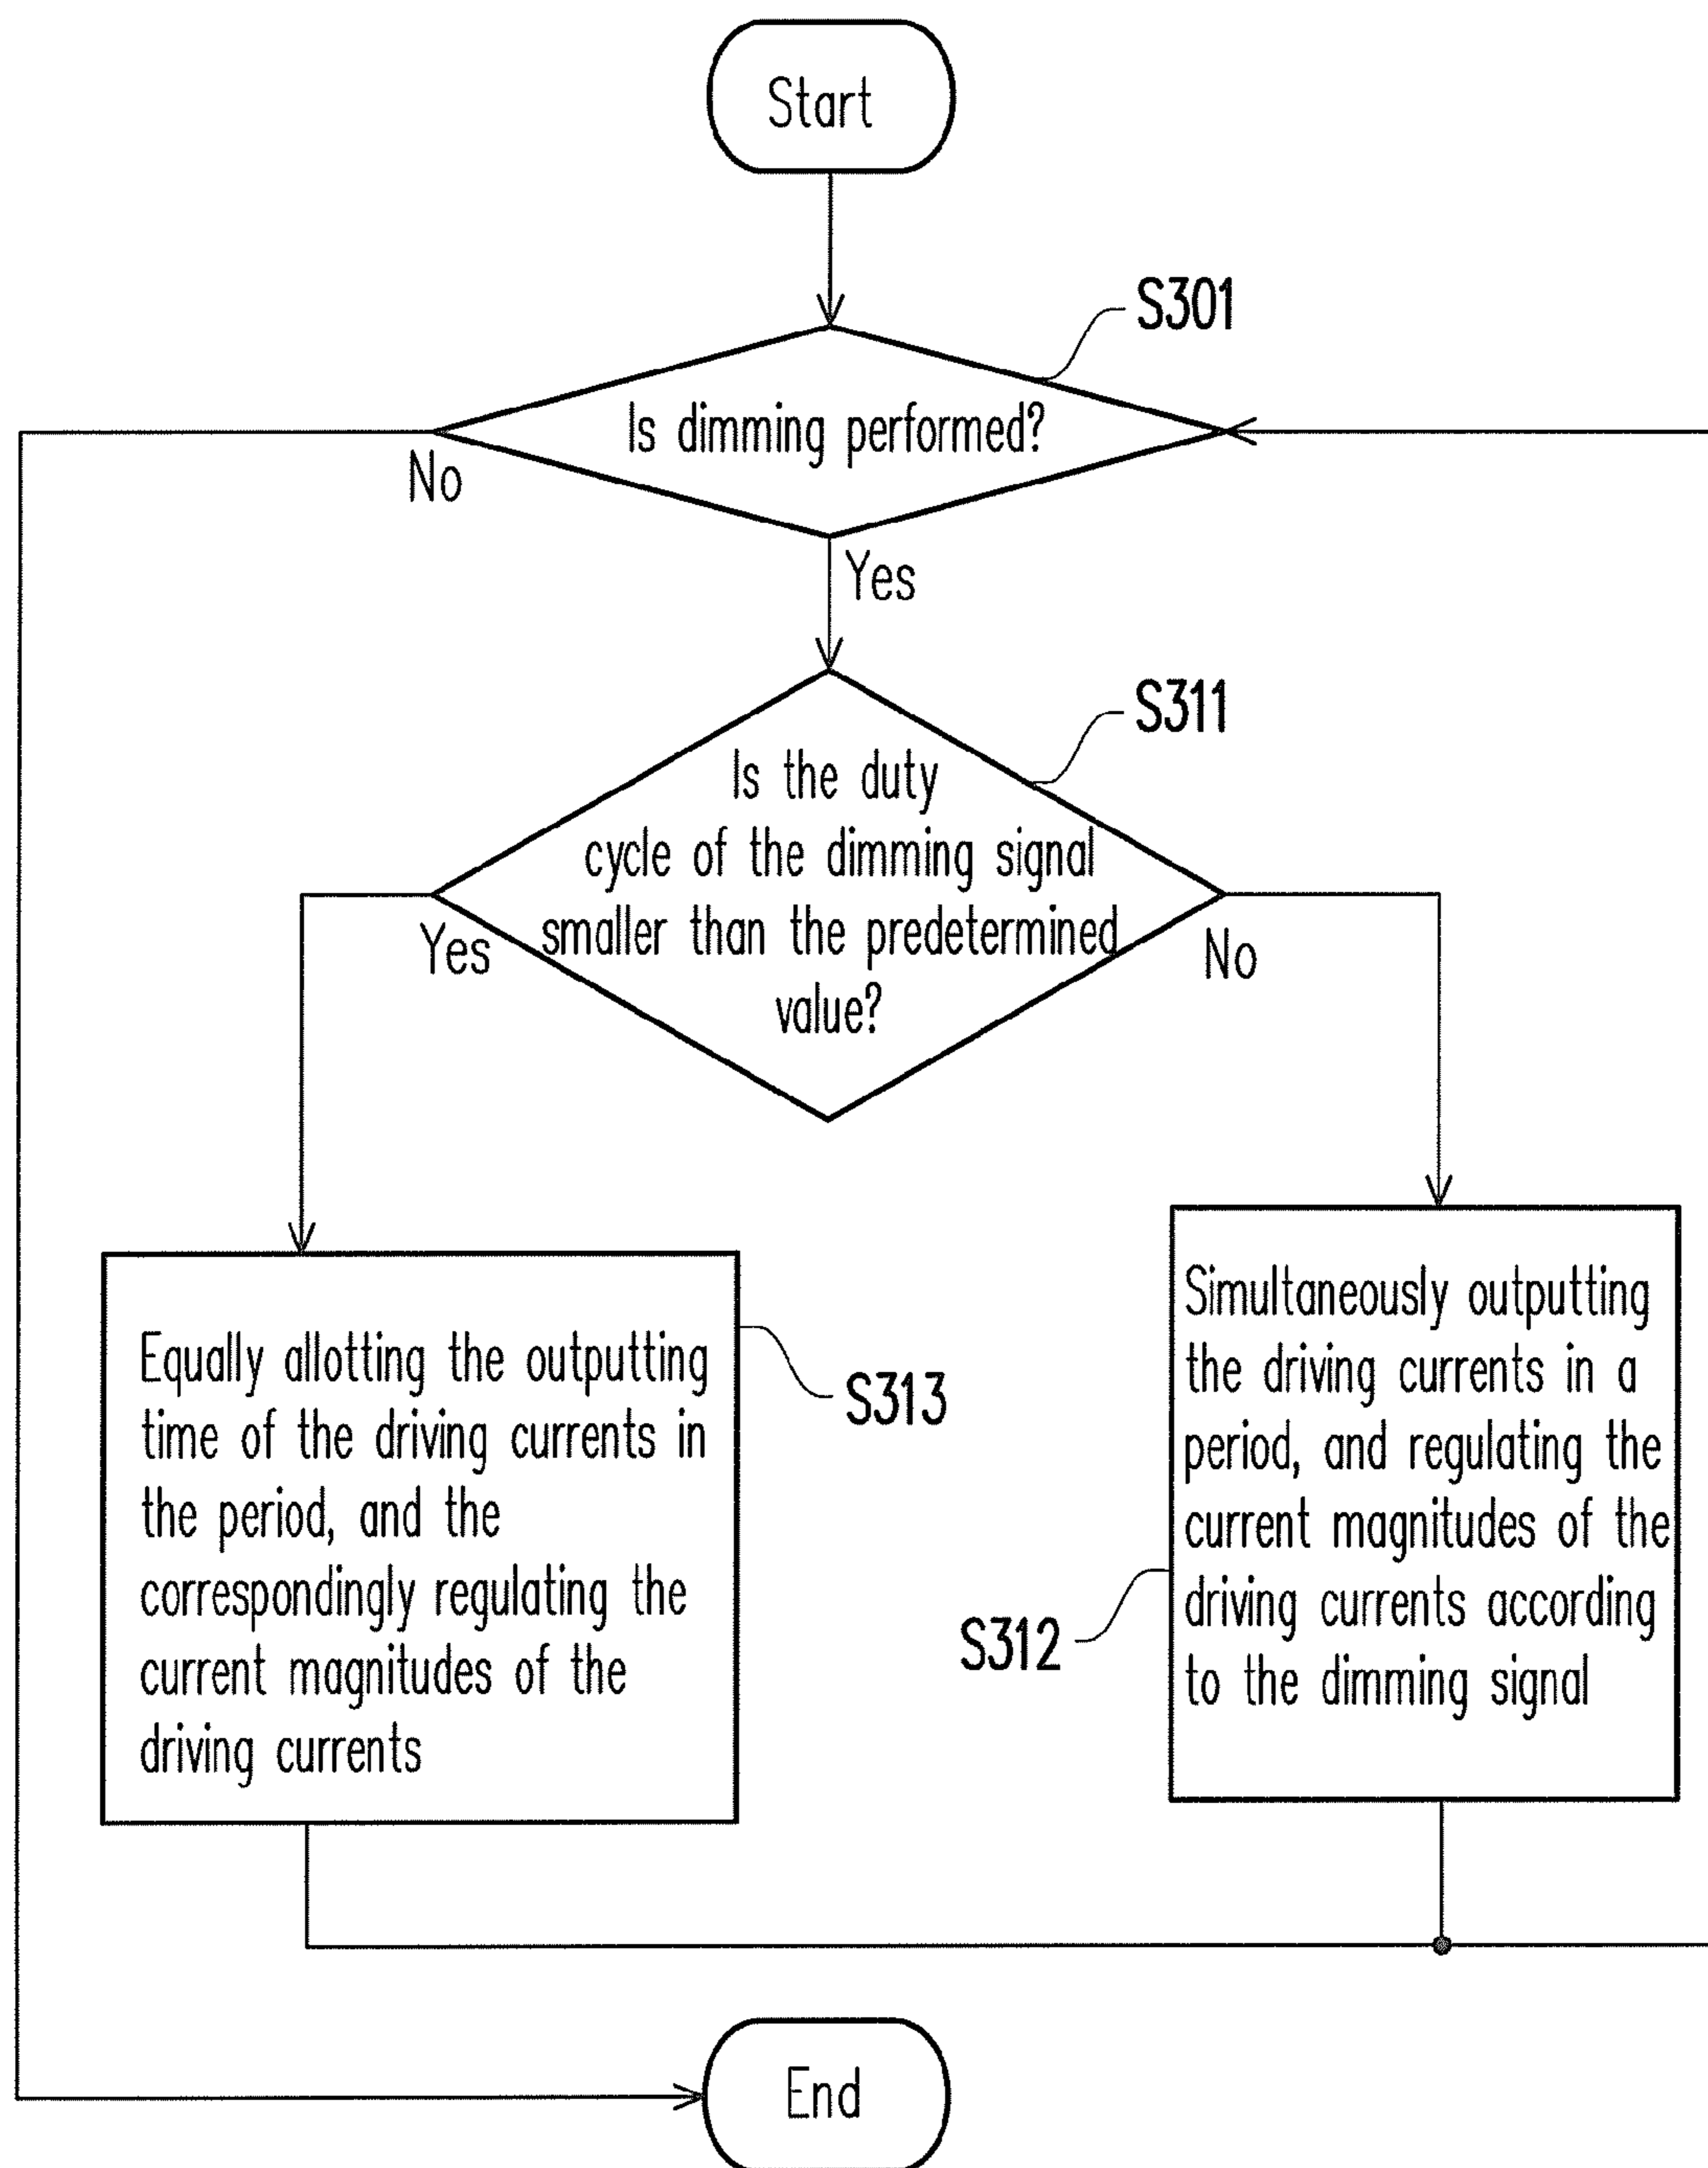 Start
S301
Is dimming performed?
No
Yes
S311
Is the duty
cycle of the dimming signal
smaller than the predetermined
value?
Yes
No
Equally allotting the outputting
time of the driving currents in
the period, and the
correspondingly regulating the
current magnitudes of the
driving currents
S313
Simultaneously outputting
the driving currents in a
period, and regulating the
current magnitudes of the
driving currents according
to the dimming signal
S312
End